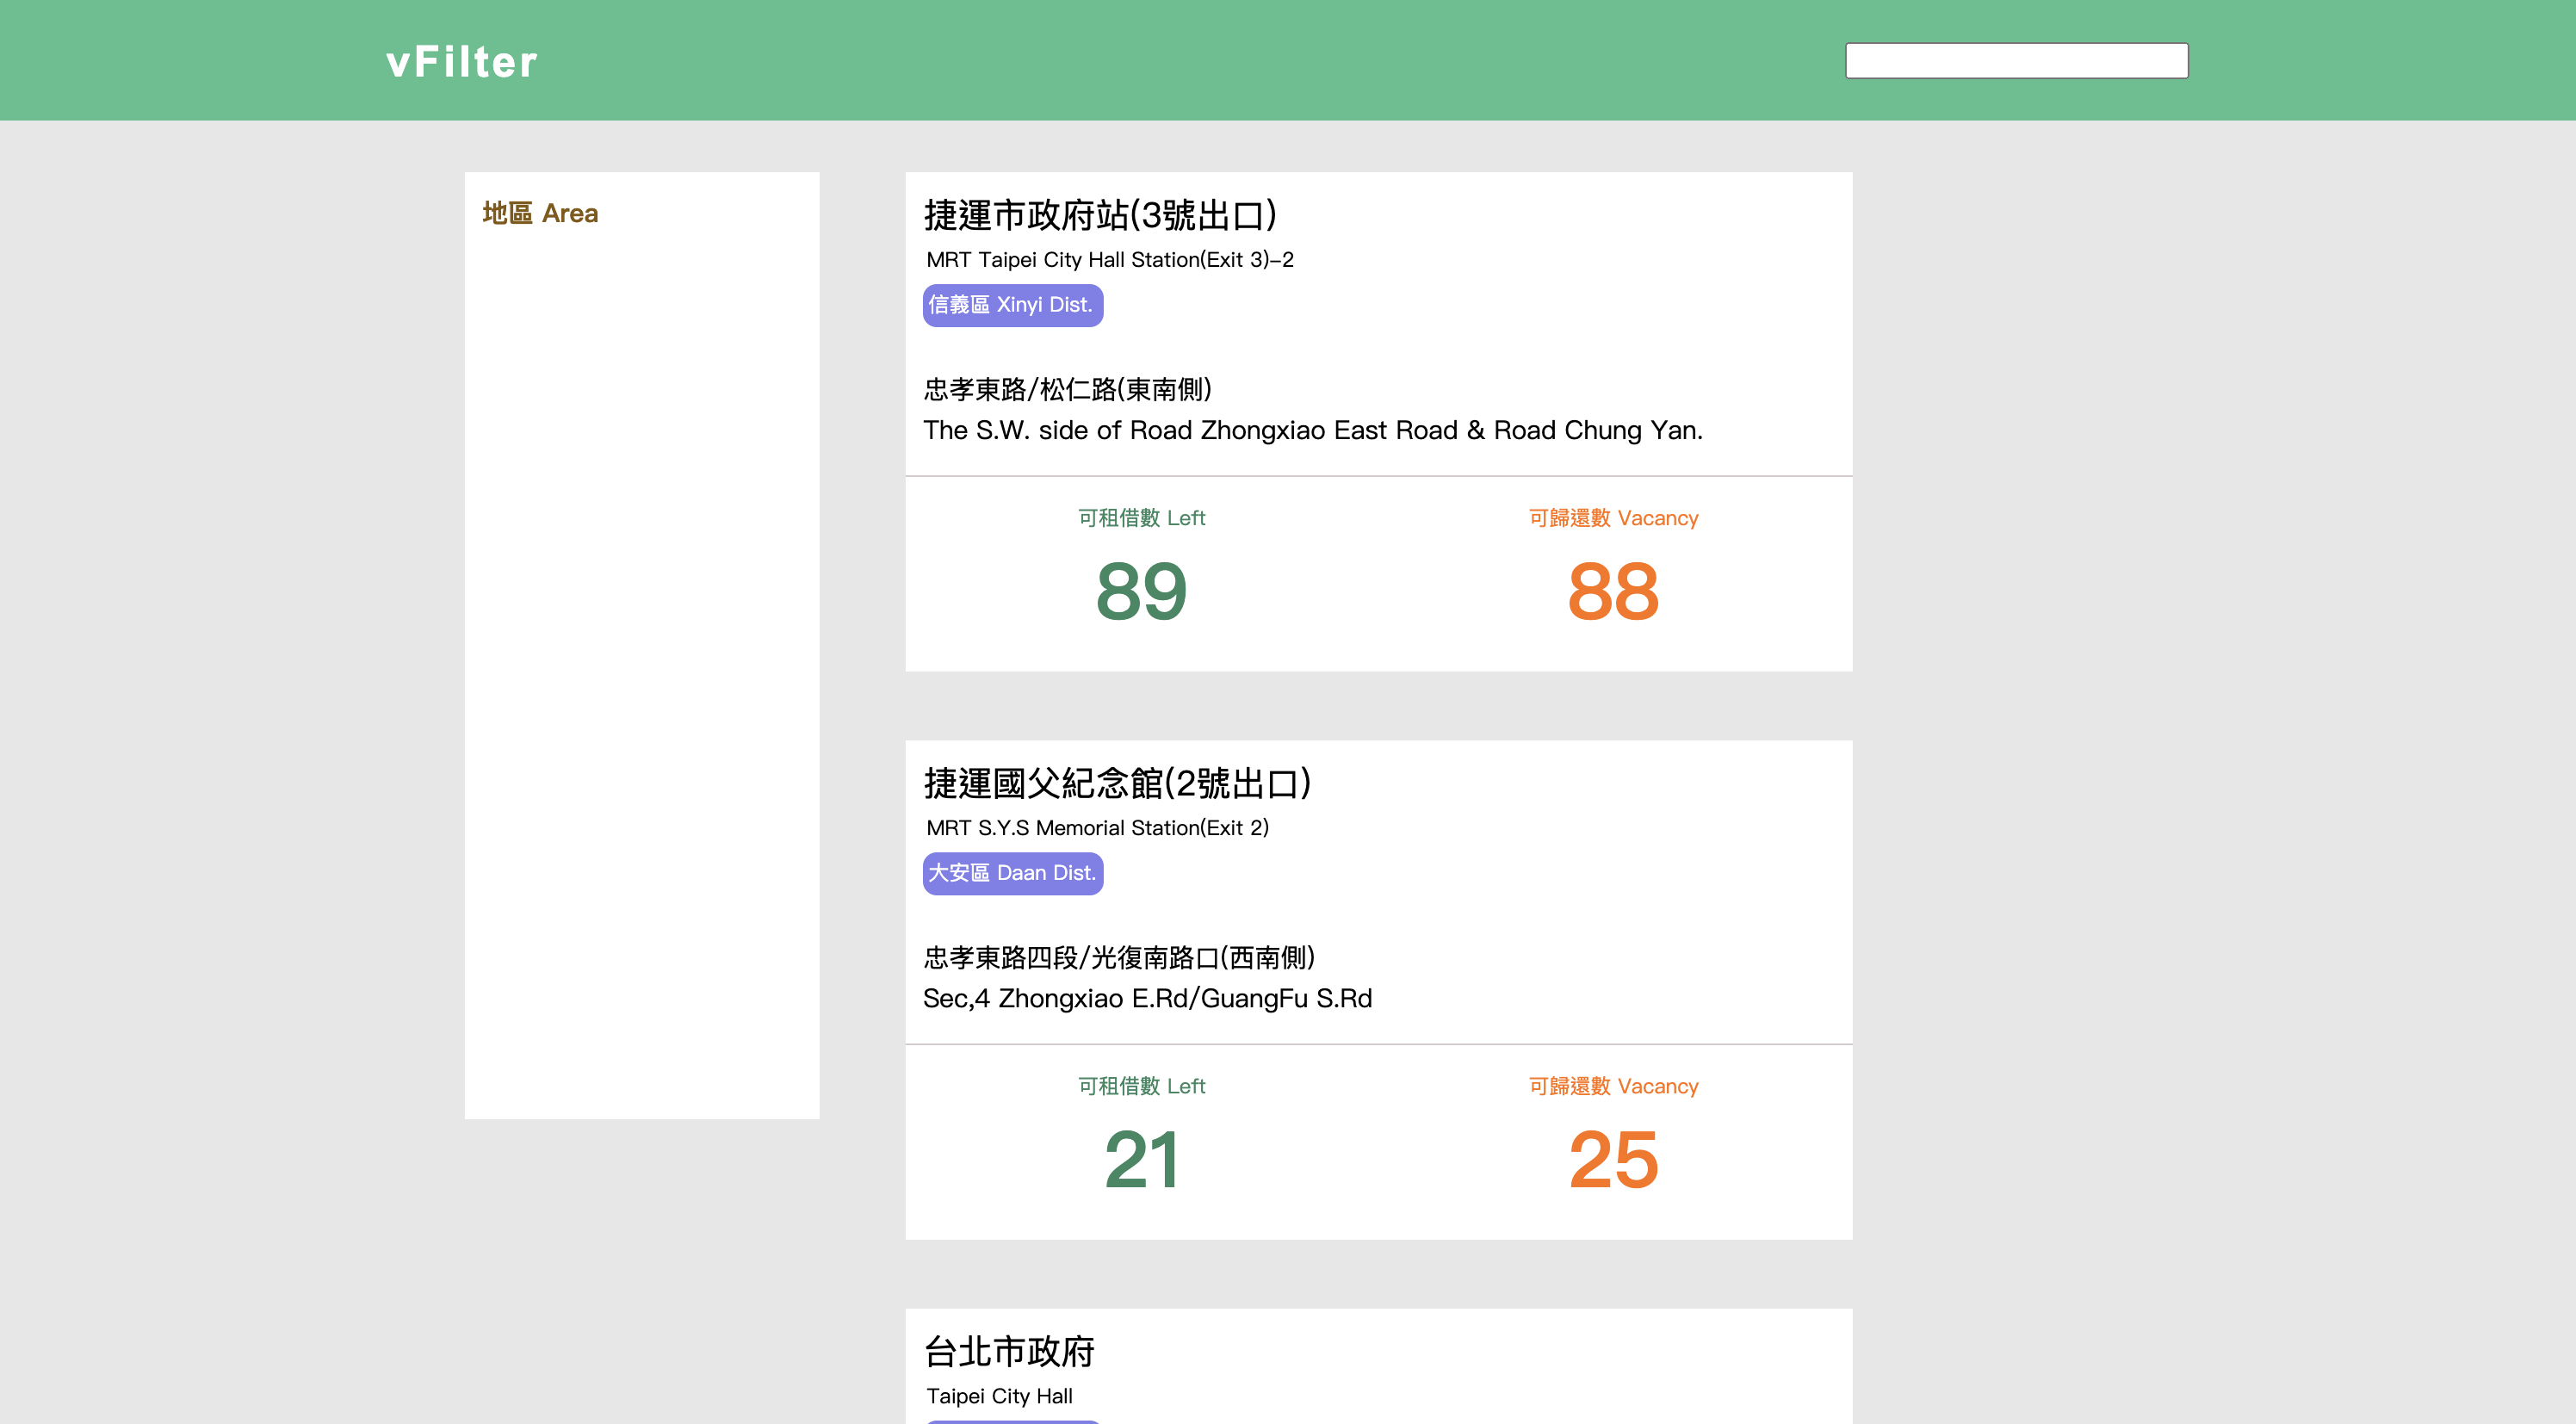 vFilter
地區 Area
捷運市政府站(3號出口)
MRT Taipei City Hall Station(Exit 3)-2
信義區 Xinyi Dist.
忠孝東路/松仁路(東南側)
The S.W. side of Road Zhongxiao East Road & Road Chung Yan.
可租借數 Left
可歸還數 Vacancy
89
88
捷運國父紀念館(2號出口)
MRT S.Y.S Memorial Station(Exit 2)
大安區 Daan Dist.
忠孝東路四段/光復南路口(西南側)
Sec,4 Zhongxiao E.Rd/GuangFu S.Rd
可租借數 Left
可歸還數 Vacancy
21
25
台北市政府
Taipei City Hall